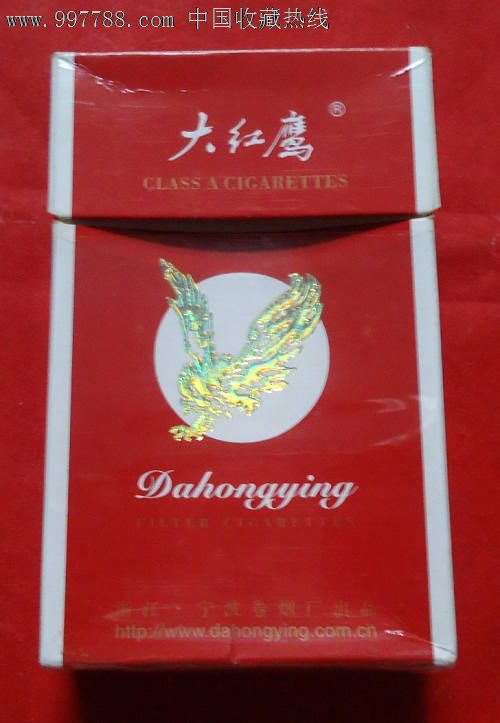 www.997788.com 中国收藏热线
大红鹰®
CLASS A CIGARETTES
Dahongying
FILTER CIGARETTES
浙江·宁波卷烟厂出品
http://www.dahongying.com.cn